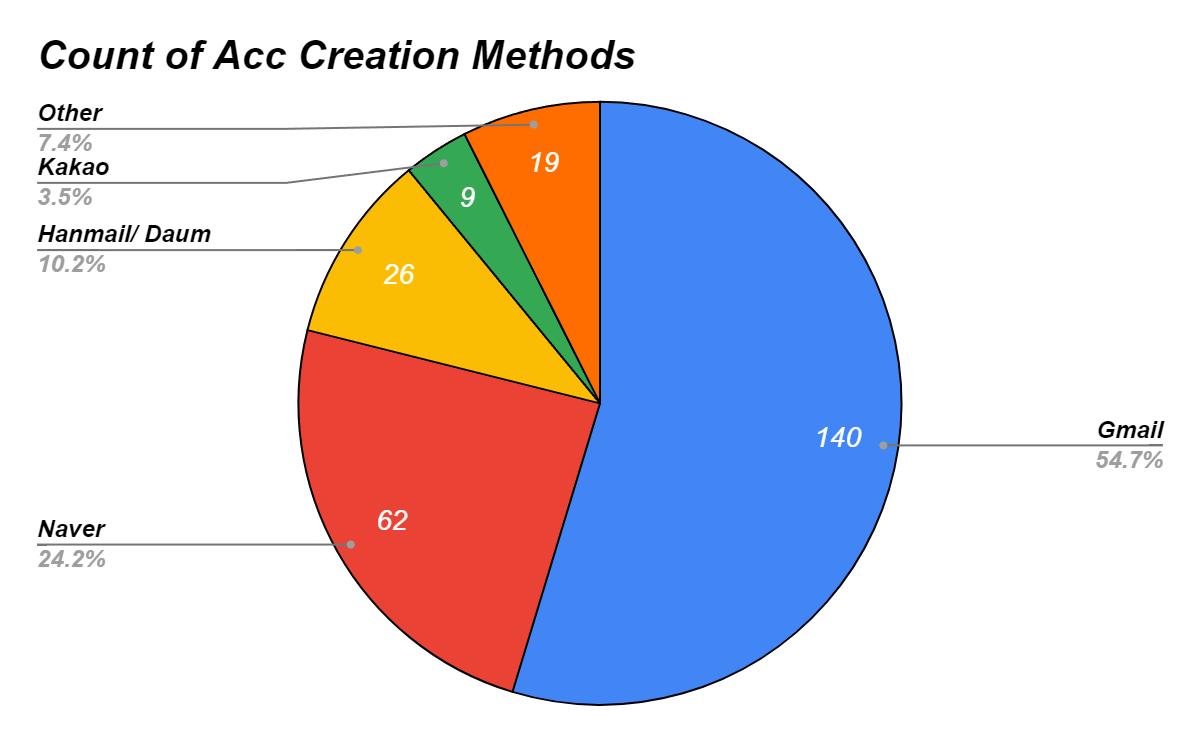 Count of Acc Creation Methods
Other
7.4%
Kakao
3.5%
Hanmail/ Daum
10.2%
Naver
24.2%
Gmail
54.7%
19
9
26
62
140